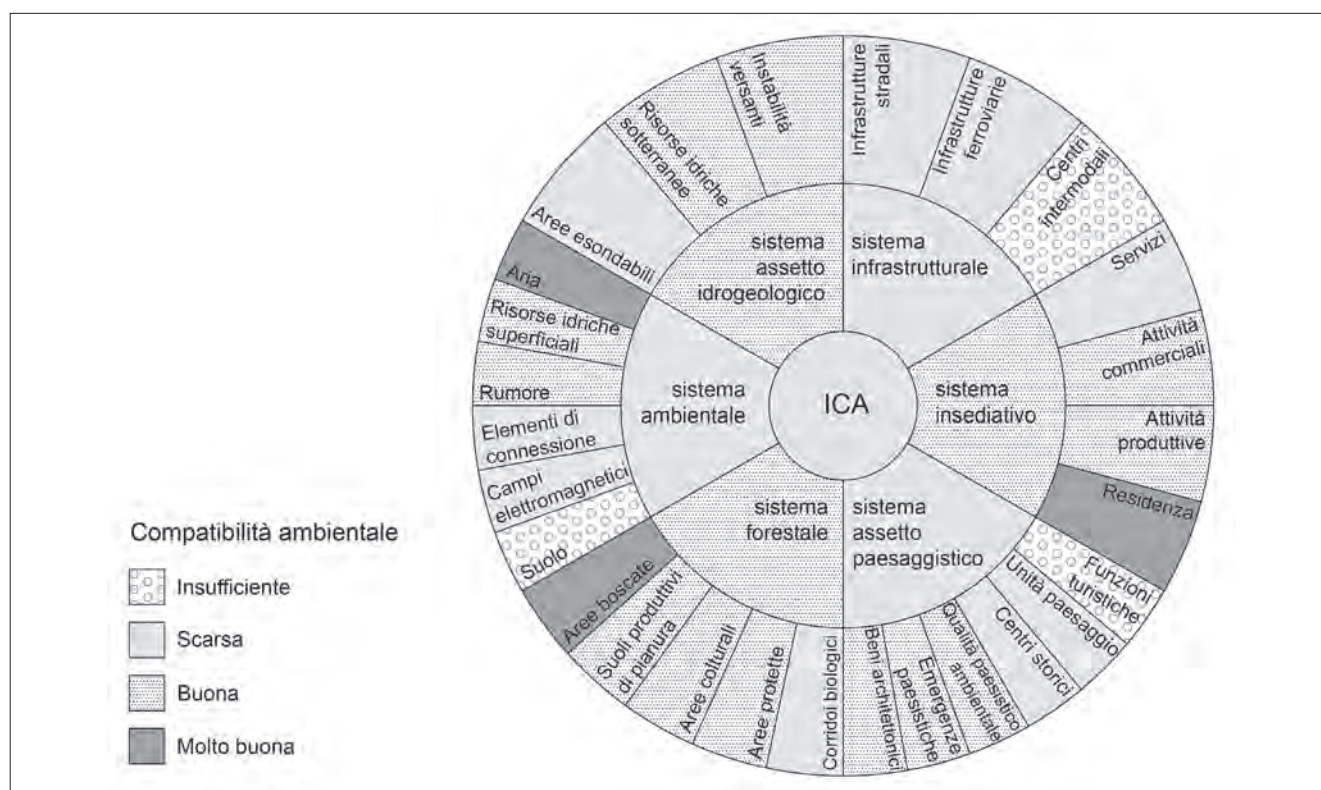 Instabilità
versanti
Risorse idriche
sotterranee
Aree esondabili
Aria
Risorse idriche
superficiali
Rumore
Elementi di
connessione
Campi
elettromagnetici
Suolo
Aree boscate
Suoli produttivi
di pianura
Aree colturali
Aree protette
Corridoi biologici
Infrastrutture
stradali
Infrastrutture
ferroviarie
Centri
intermodali
Servizi
Attività
commerciali
Attività
produttive
Residenza
Funzioni
turistiche
Unità paesaggio
Centri storici
Qualità paesistico
ambientale
Emergenze
paesistiche
Beni architettonici
sistema
assetto
idrogeologico
sistema
infrastrutturale
sistema
ambientale
ICA
sistema
insediativo
sistema
forestale
sistema
assetto
paesaggistico
Compatibilità ambientale
Insufficiente
Scarsa
Buona
Molto buona